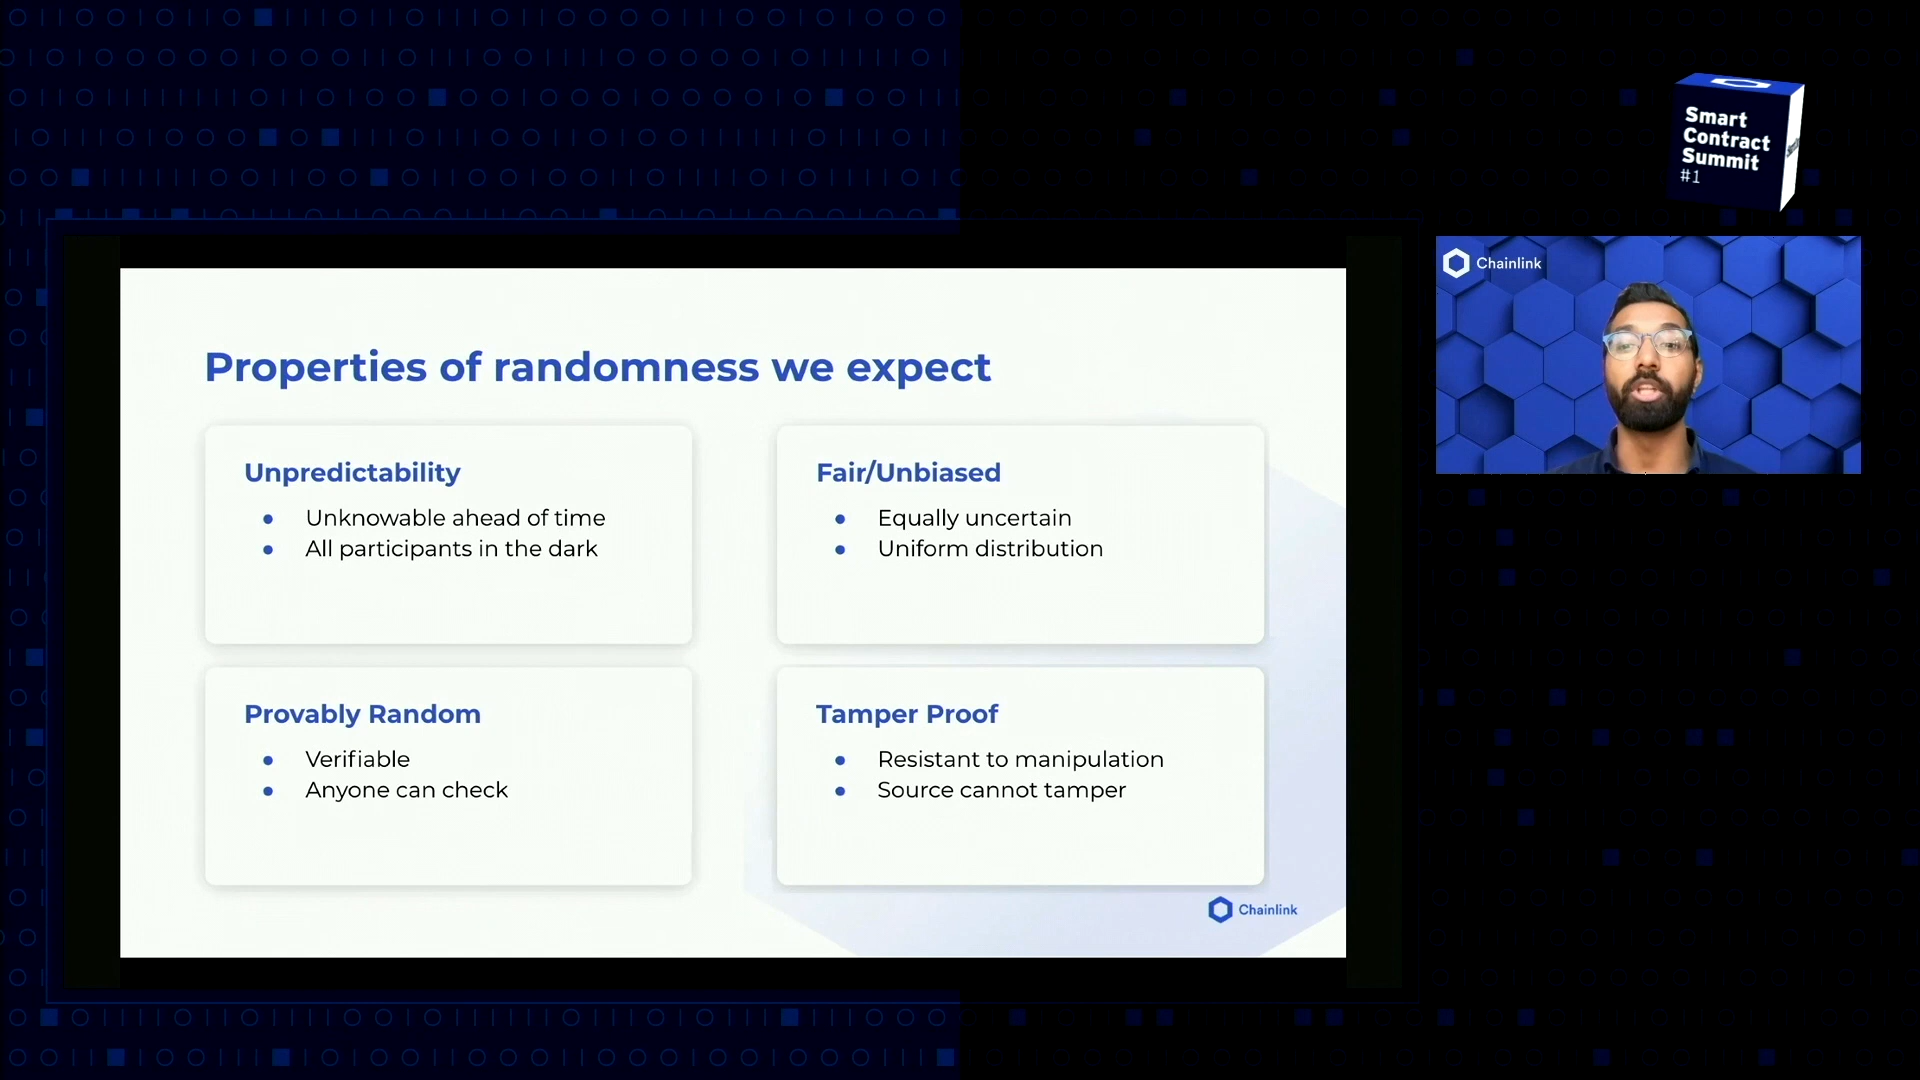 Smart
Contract
Summit
#1
Chainlink
Properties of randomness we expect
Unpredictability
● Unknowable ahead of time
● All participants in the dark
Fair/Unbiased
● Equally uncertain
● Uniform distribution
Provably Random
● Verifiable
● Anyone can check
Tamper Proof
● Resistant to manipulation
● Source cannot tamper
Chainlink